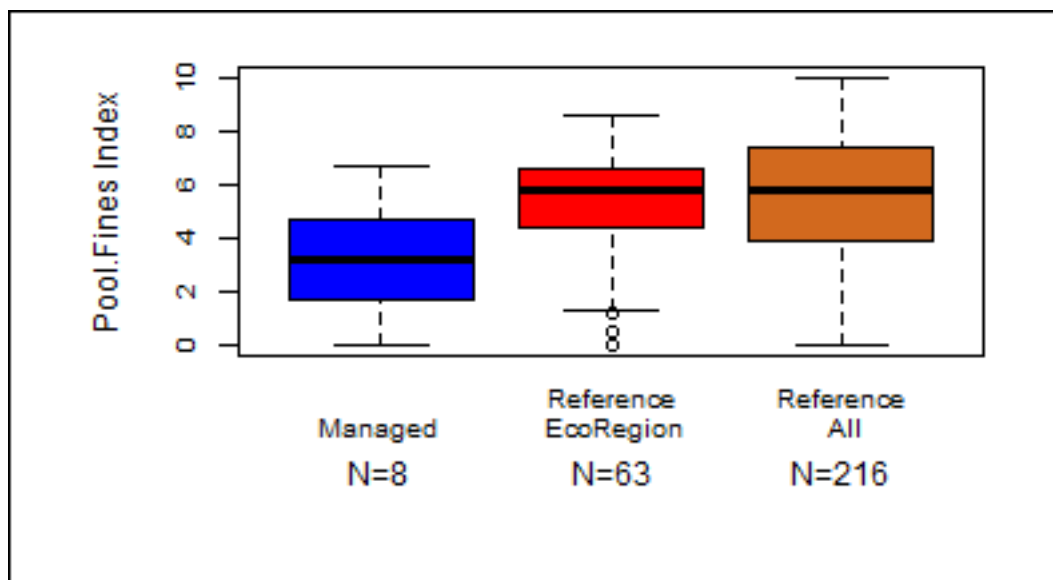 Pool.Fines Index
10
8
6
4
2
0
Reference
Reference
Managed
EcoRegion
All
N=8
N=63
N=216